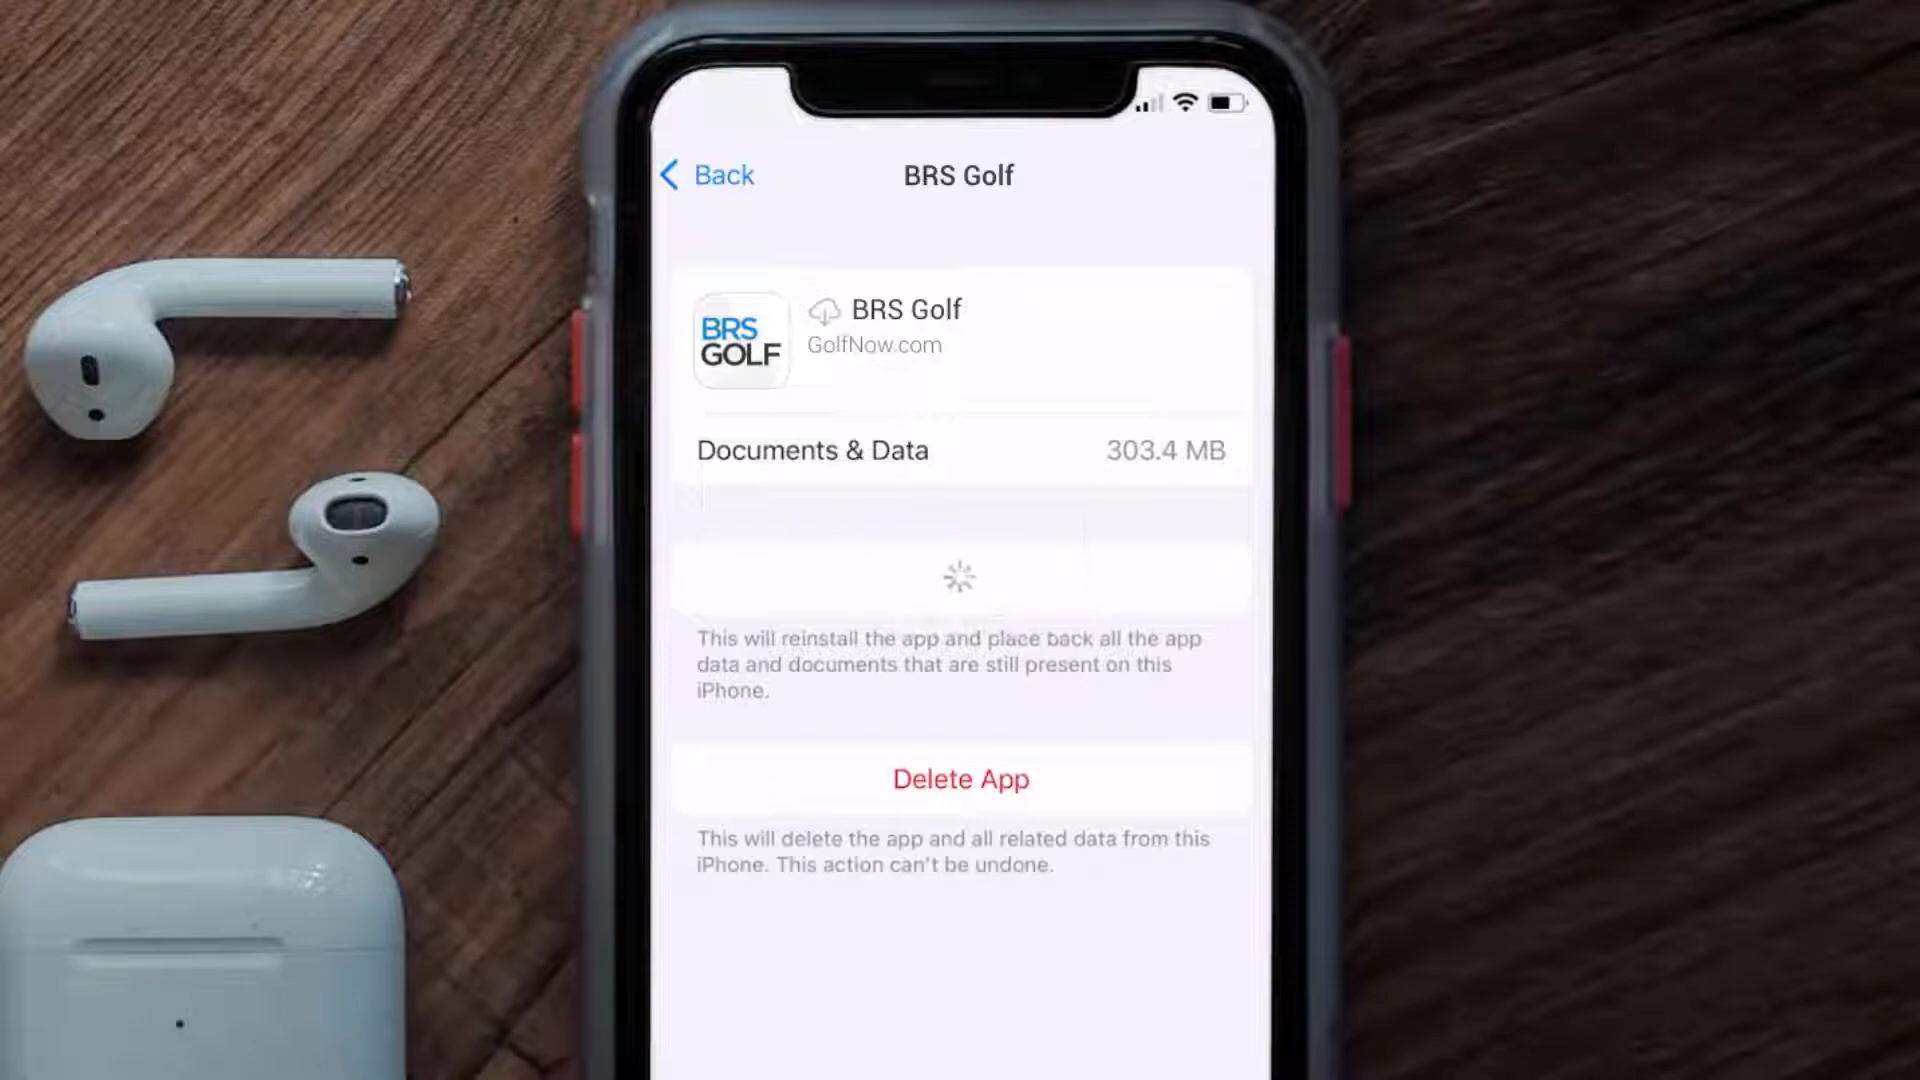 Back
BRS Golf
BRS
GOLF
BRS Golf
GolfNow.com
Documents & Data
303.4 MB
This will reinstall the app and place back all the app
data and documents that are still present on this
iPhone.
Delete App
This will delete the app and all related data from this
iPhone. This action can't be undone.